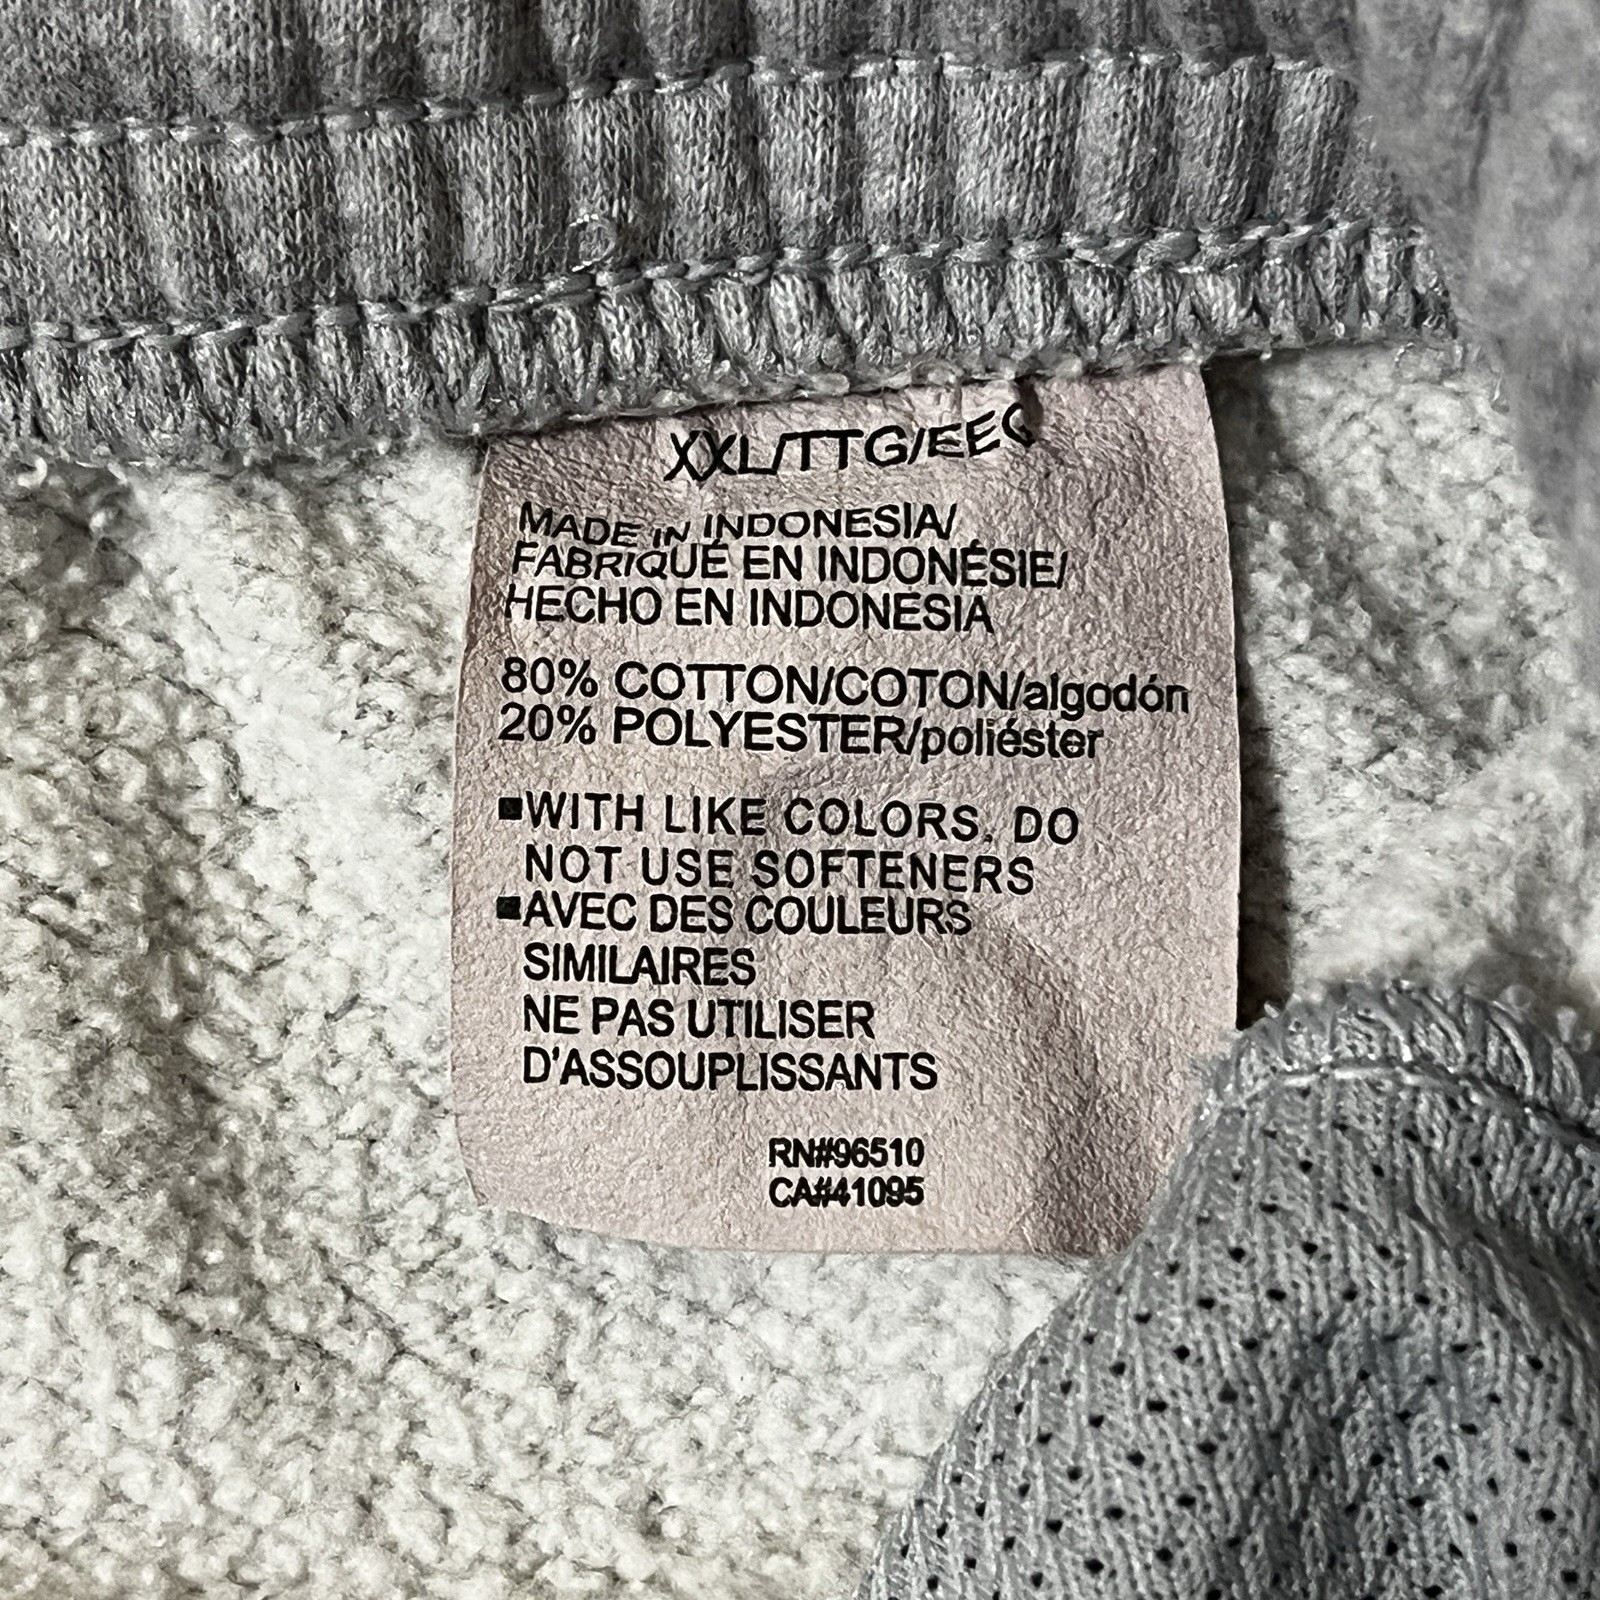 XXL/TTG/EEG
MADE IN INDONESIA/
FABRIQUÉ EN INDONÉSIE/
HECHO EN INDONESIA
80% COTTON/COTON/algodón
20% POLYESTER/poliéster
■WITH LIKE COLORS, DO
NOT USE SOFTENERS
■AVEC DES COULEURS
SIMILAIRES
NE PAS UTILISER
D'ASSOUPLISSANTS
RN#96510
CA#41095